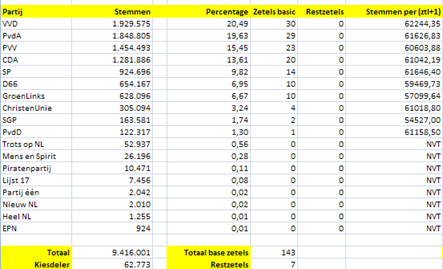 Partij Stemmen Percentage Zetels basic Restzetels Stemmen per (ztl+1)
VVD 1.929.575 20,49 30 0 62244,35
PvdA 1.848.805 19,63 29 0 61626,83
PVV 1.454.493 15,45 23 0 60603,88
CDA 1.281.886 13,61 20 0 61042,19
SP 924.696 9,82 14 0 61646,40
D66 654.167 6,95 10 0 59469,73
GroenLinks 628.096 6,67 10 0 57099,64
ChristenUnie 305.094 3,24 4 0 61018,80
SGP 163.581 1,74 2 0 54527,00
PvdD 122.317 1,30 1 0 61158,50
Trots op NL 52.937 0,56 0 0 NVT
Mens en Spirit 26.196 0,28 0 0 NVT
Piratenpartij 10.471 0,11 0 0 NVT
Lijst 17 7.456 0,08 0 0 NVT
Partij één 2.042 0,02 0 0 NVT
Nieuw NL 2.010 0,02 0 0 NVT
Heel NL 1.255 0,01 0 0 NVT
EPN 924 0,01 0 0 NVT
Totaal 9.416.001 Totaal base zetels 143
Kiesdeler 62.773 Restzetels 7